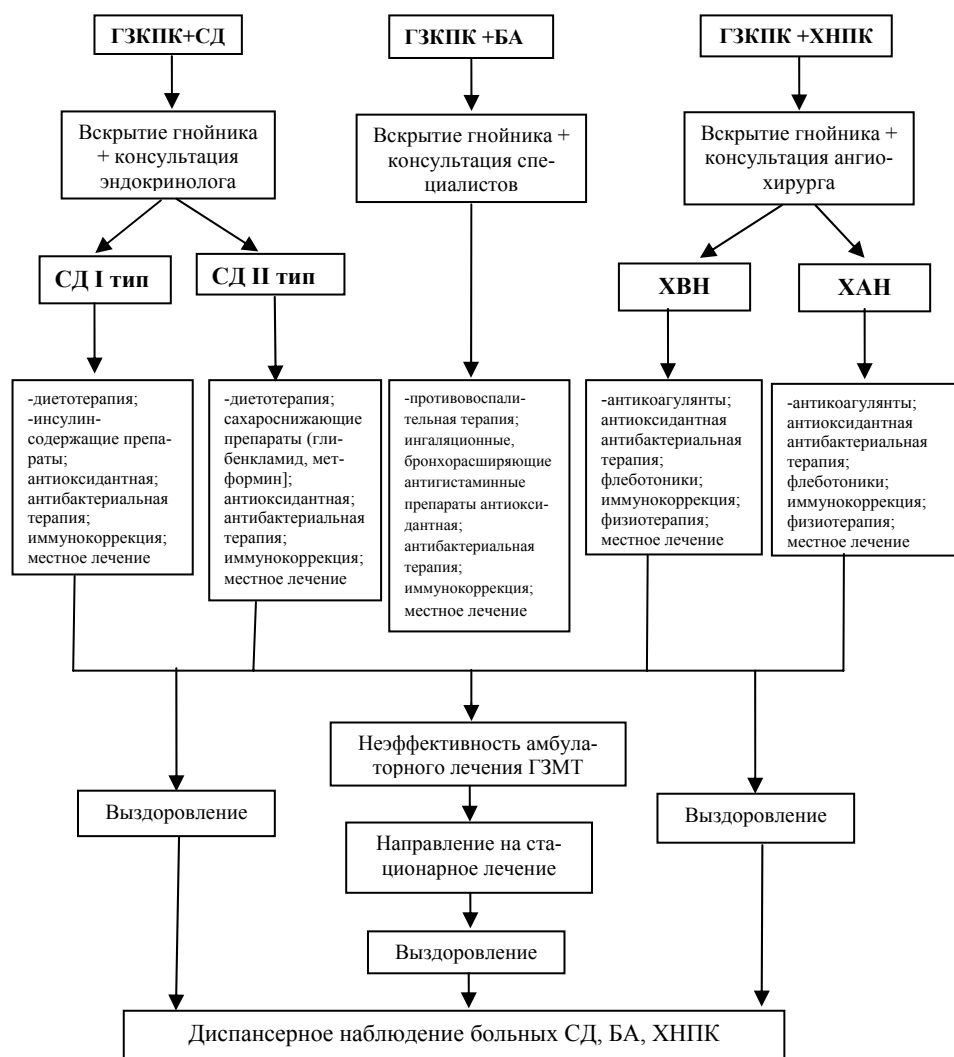 ГЗКПК+СД
ГЗКПК +БА
ГЗКПК +ХНПК
Вскрытие гнойника
+ консультация
эндокринолога
Вскрытие гнойника +
консультация спе-
циалистов
Вскрытие гнойника +
консультация ангио-
хирурга
СД I тип
СД II тип
ХВН
ХАН
-диетотерапия;
-инсулин-
содержащие препа-
раты;
антиоксидантная;
антибактериальная
терапия;
иммунокоррекция;
местное лечение
-диетотерапия;
сахароснижающие
препараты (гли-
бенкламид, мет-
формин];
антиоксидантная;
антибактериальная
терапия;
иммунокоррекция;
местное лечение
-противовоспали-
тельная терапия;
ингаляционные,
бронхорасширяющие
антигистаминные
препараты антиокси-
дантная;
антибактериальная
терапия;
иммунокоррекция;
местное лечение
-антикоагулянты;
антиоксидантная
антибактериальная
терапия;
флеботоники;
иммунокоррекция;
физиотерапия;
местное лечение
-антикоагулянты;
антиоксидантная
антибактериальная
терапия;
флеботоники;
иммунокоррекция;
физиотерапия;
местное лечение
Неэффективность амбула-
торного лечения ГЗМТ
Выздоровление
Выздоровление
Направление на ста-
ционарное лечение
Выздоровление
Диспансерное наблюдение больных СД, БА, ХНПК